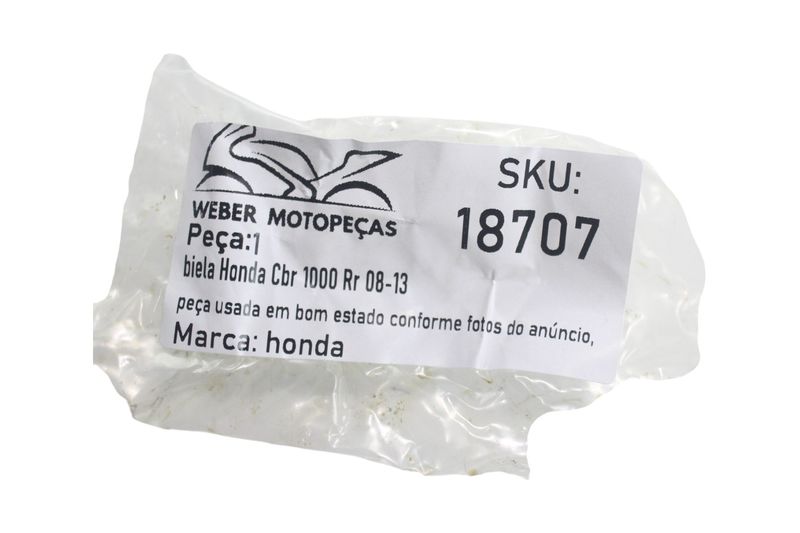 WEBER MOTOPEÇAS
SKU:
18707
Peça:1
biela Honda Cbr 1000 Rr 08-13
peça usada em bom estado conforme fotos do anúncio,
Marca: honda